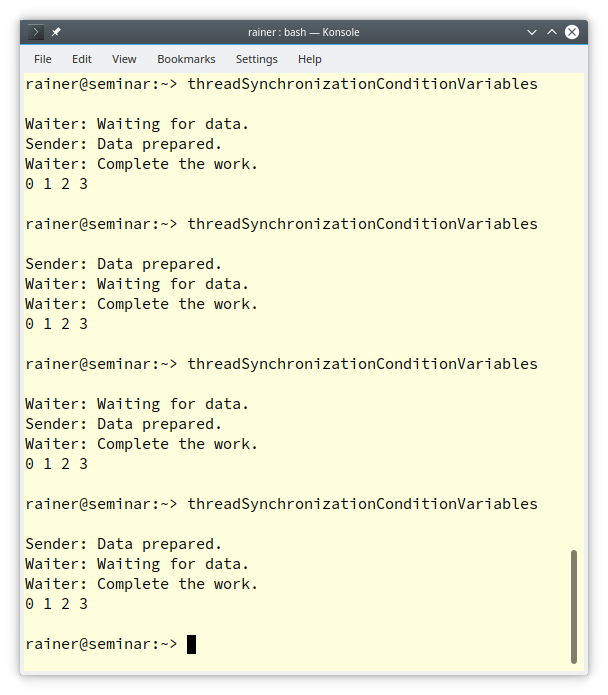 rainer : bash — Konsole
File Edit View Bookmarks Settings Help
rainer@seminar:~> threadSynchronizationConditionVariables
Waiter: Waiting for data.
Sender: Data prepared.
Waiter: Complete the work.
0 1 2 3
rainer@seminar:~> threadSynchronizationConditionVariables
Sender: Data prepared.
Waiter: Waiting for data.
Waiter: Complete the work.
0 1 2 3
rainer@seminar:~> threadSynchronizationConditionVariables
Waiter: Waiting for data.
Sender: Data prepared.
Waiter: Complete the work.
0 1 2 3
rainer@seminar:~> threadSynchronizationConditionVariables
Sender: Data prepared.
Waiter: Waiting for data.
Waiter: Complete the work.
0 1 2 3
rainer@seminar:~>